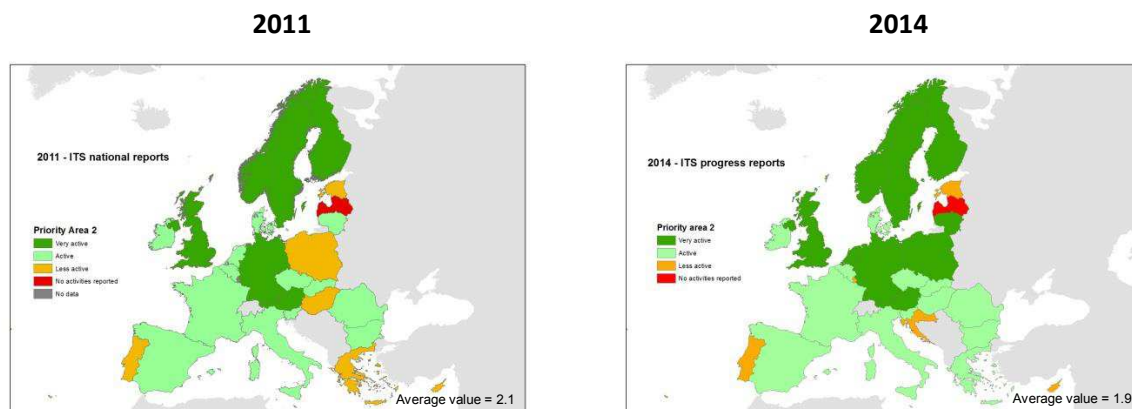 2011
2014
2011 - ITS national reports
Priority Area 2
Very active
Active
Less active
No activities reported
No data
Average value = 2.1
2014 - ITS progress reports
Priority Area 2
Very active
Active
Less active
No activities reported
Average value = 1.9